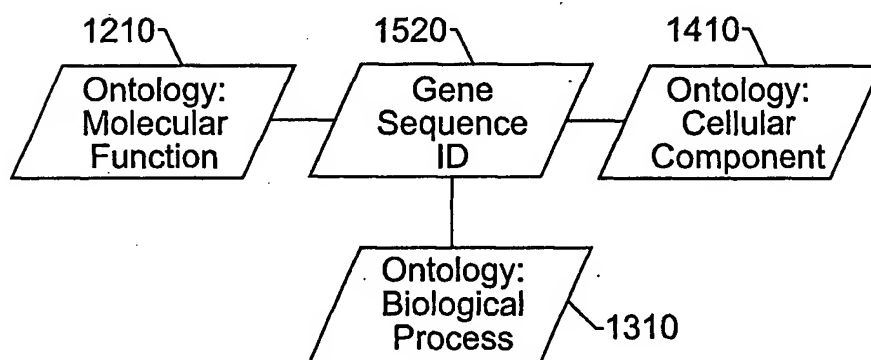 1210
1520
1410
Ontology:
Molecular
Function
Gene
Sequence
ID
Ontology:
Cellular
Component
Ontology:
Biological
Process
1310